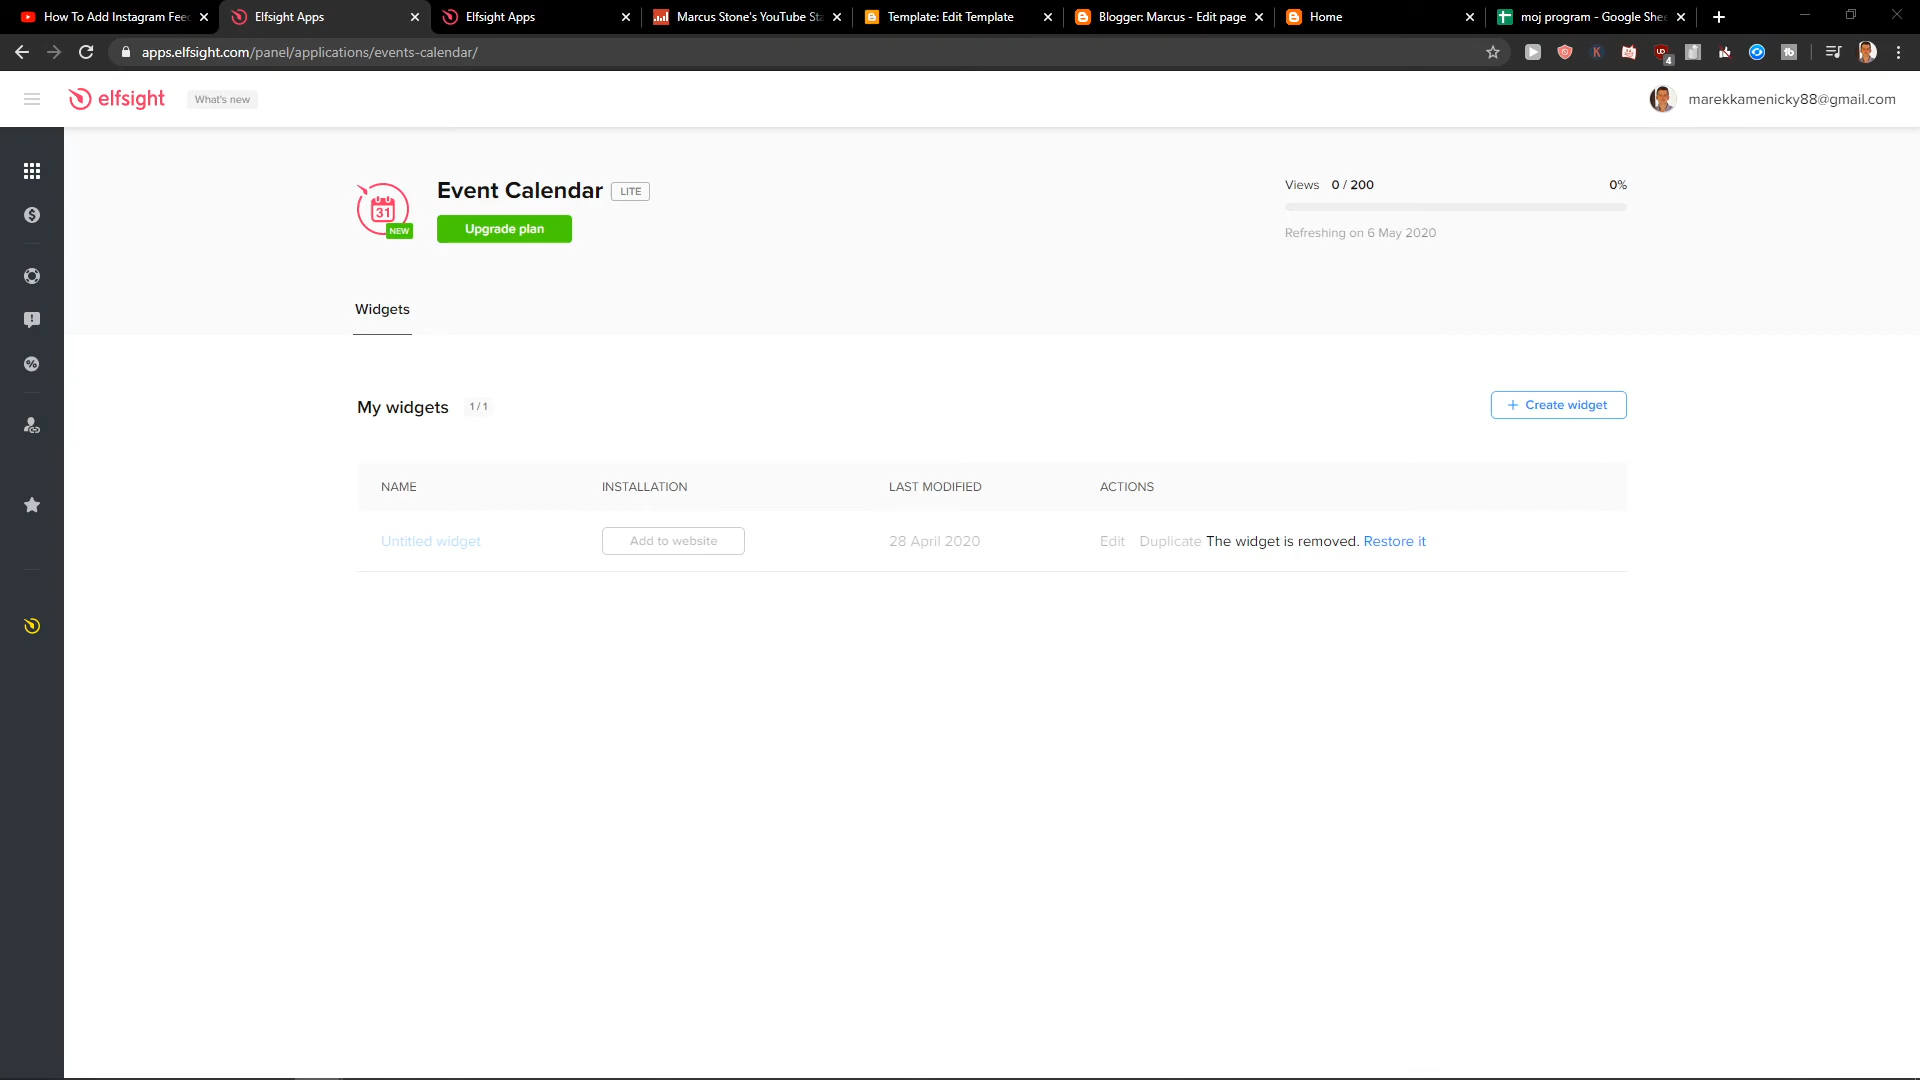 How To Add Instagram Fee
Elfsight Apps
Elfsight Apps
Marcus Stone's YouTube Sta
Template: Edit Template
Blogger: Marcus - Edit page
Home
moj program - Google Shee
apps.elfsight.com/panel/applications/events-calendar/
4
elfsight
What's new
marekkamenicky88@gmail.com
31
NEW
Event Calendar LITE
Upgrade plan
Views 0 / 200 0%
Refreshing on 6 May 2020
Widgets
My widgets 1 / 1
+ Create widget
NAME INSTALLATION LAST MODIFIED ACTIONS
Untitled widget Add to website 28 April 2020 Edit Duplicate The widget is removed. Restore it